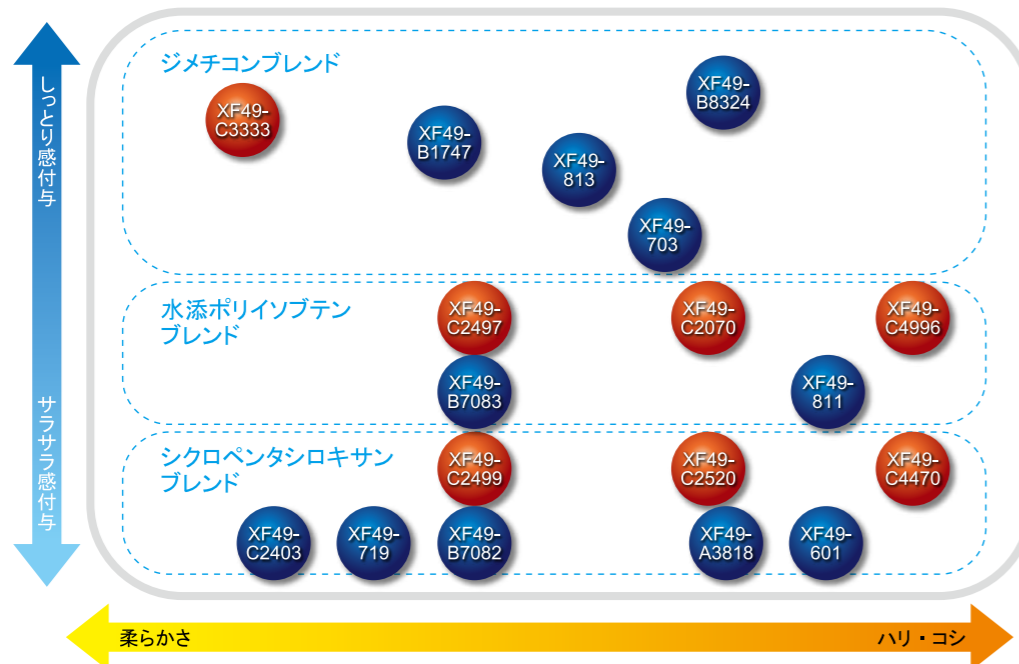 しっとり感付与
サラサラ感付与
ジメチコンブレンド
XF49-
C3333
XF49-
B1747
XF49-
813
XF49-
703
XF49-
B8324
水添ポリイソブテン
ブレンド
XF49-
C2497
XF49-
C2070
XF49-
C4996
XF49-
B7083
XF49-
811
シクロペンタシロキサン
ブレンド
XF49-
C2499
XF49-
C2520
XF49-
C4470
XF49-
C2403
XF49-
719
XF49-
B7082
XF49-
A3818
XF49-
601
柔らかさ
ハリ・コシ